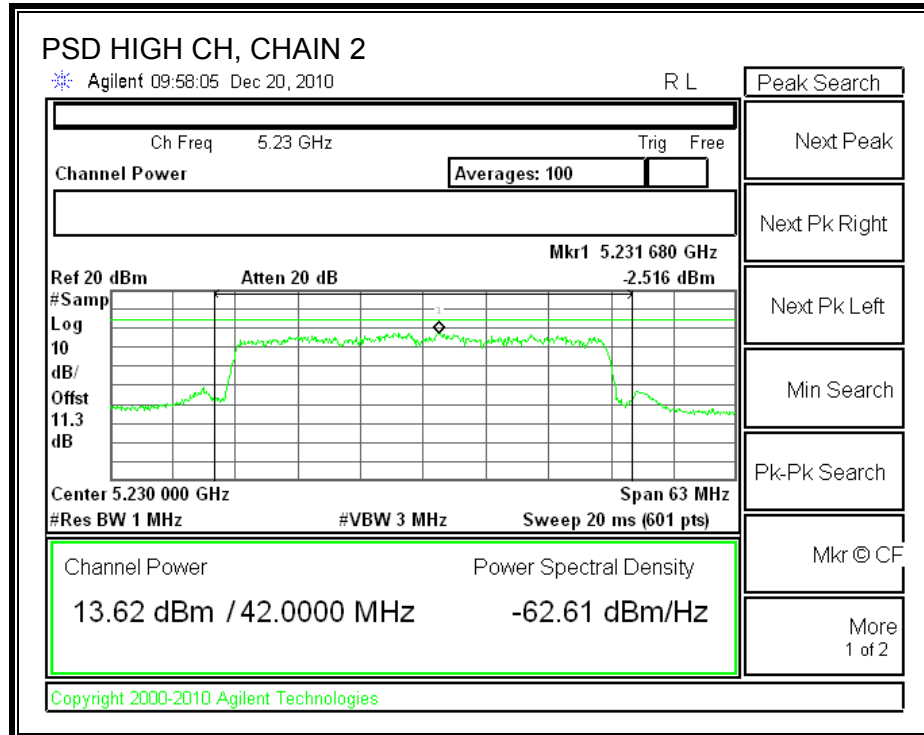 PSD HIGH CH, CHAIN 2
Agilent 09:58:05 Dec 20, 2010 R L
Peak Search
Ch Freq 5.23 GHz Trig Free
Next Peak
Channel Power Averages: 100
Next Pk Right
Mkr1 5.231 680 GHz
Ref 20 dBm Atten 20 dB -2.516 dBm
#Samp
Log
10
dB/
Offst
11.3
dB
1
Next Pk Left
Min Search
Pk-Pk Search
Center 5.230 000 GHz Span 63 MHz
#Res BW 1 MHz #VBW 3 MHz Sweep 20 ms (601 pts)
Mkr © CF
Channel Power Power Spectral Density
13.62 dBm / 42.0000 MHz -62.61 dBm/Hz
More
1 of 2
Copyright 2000-2010 Agilent Technologies